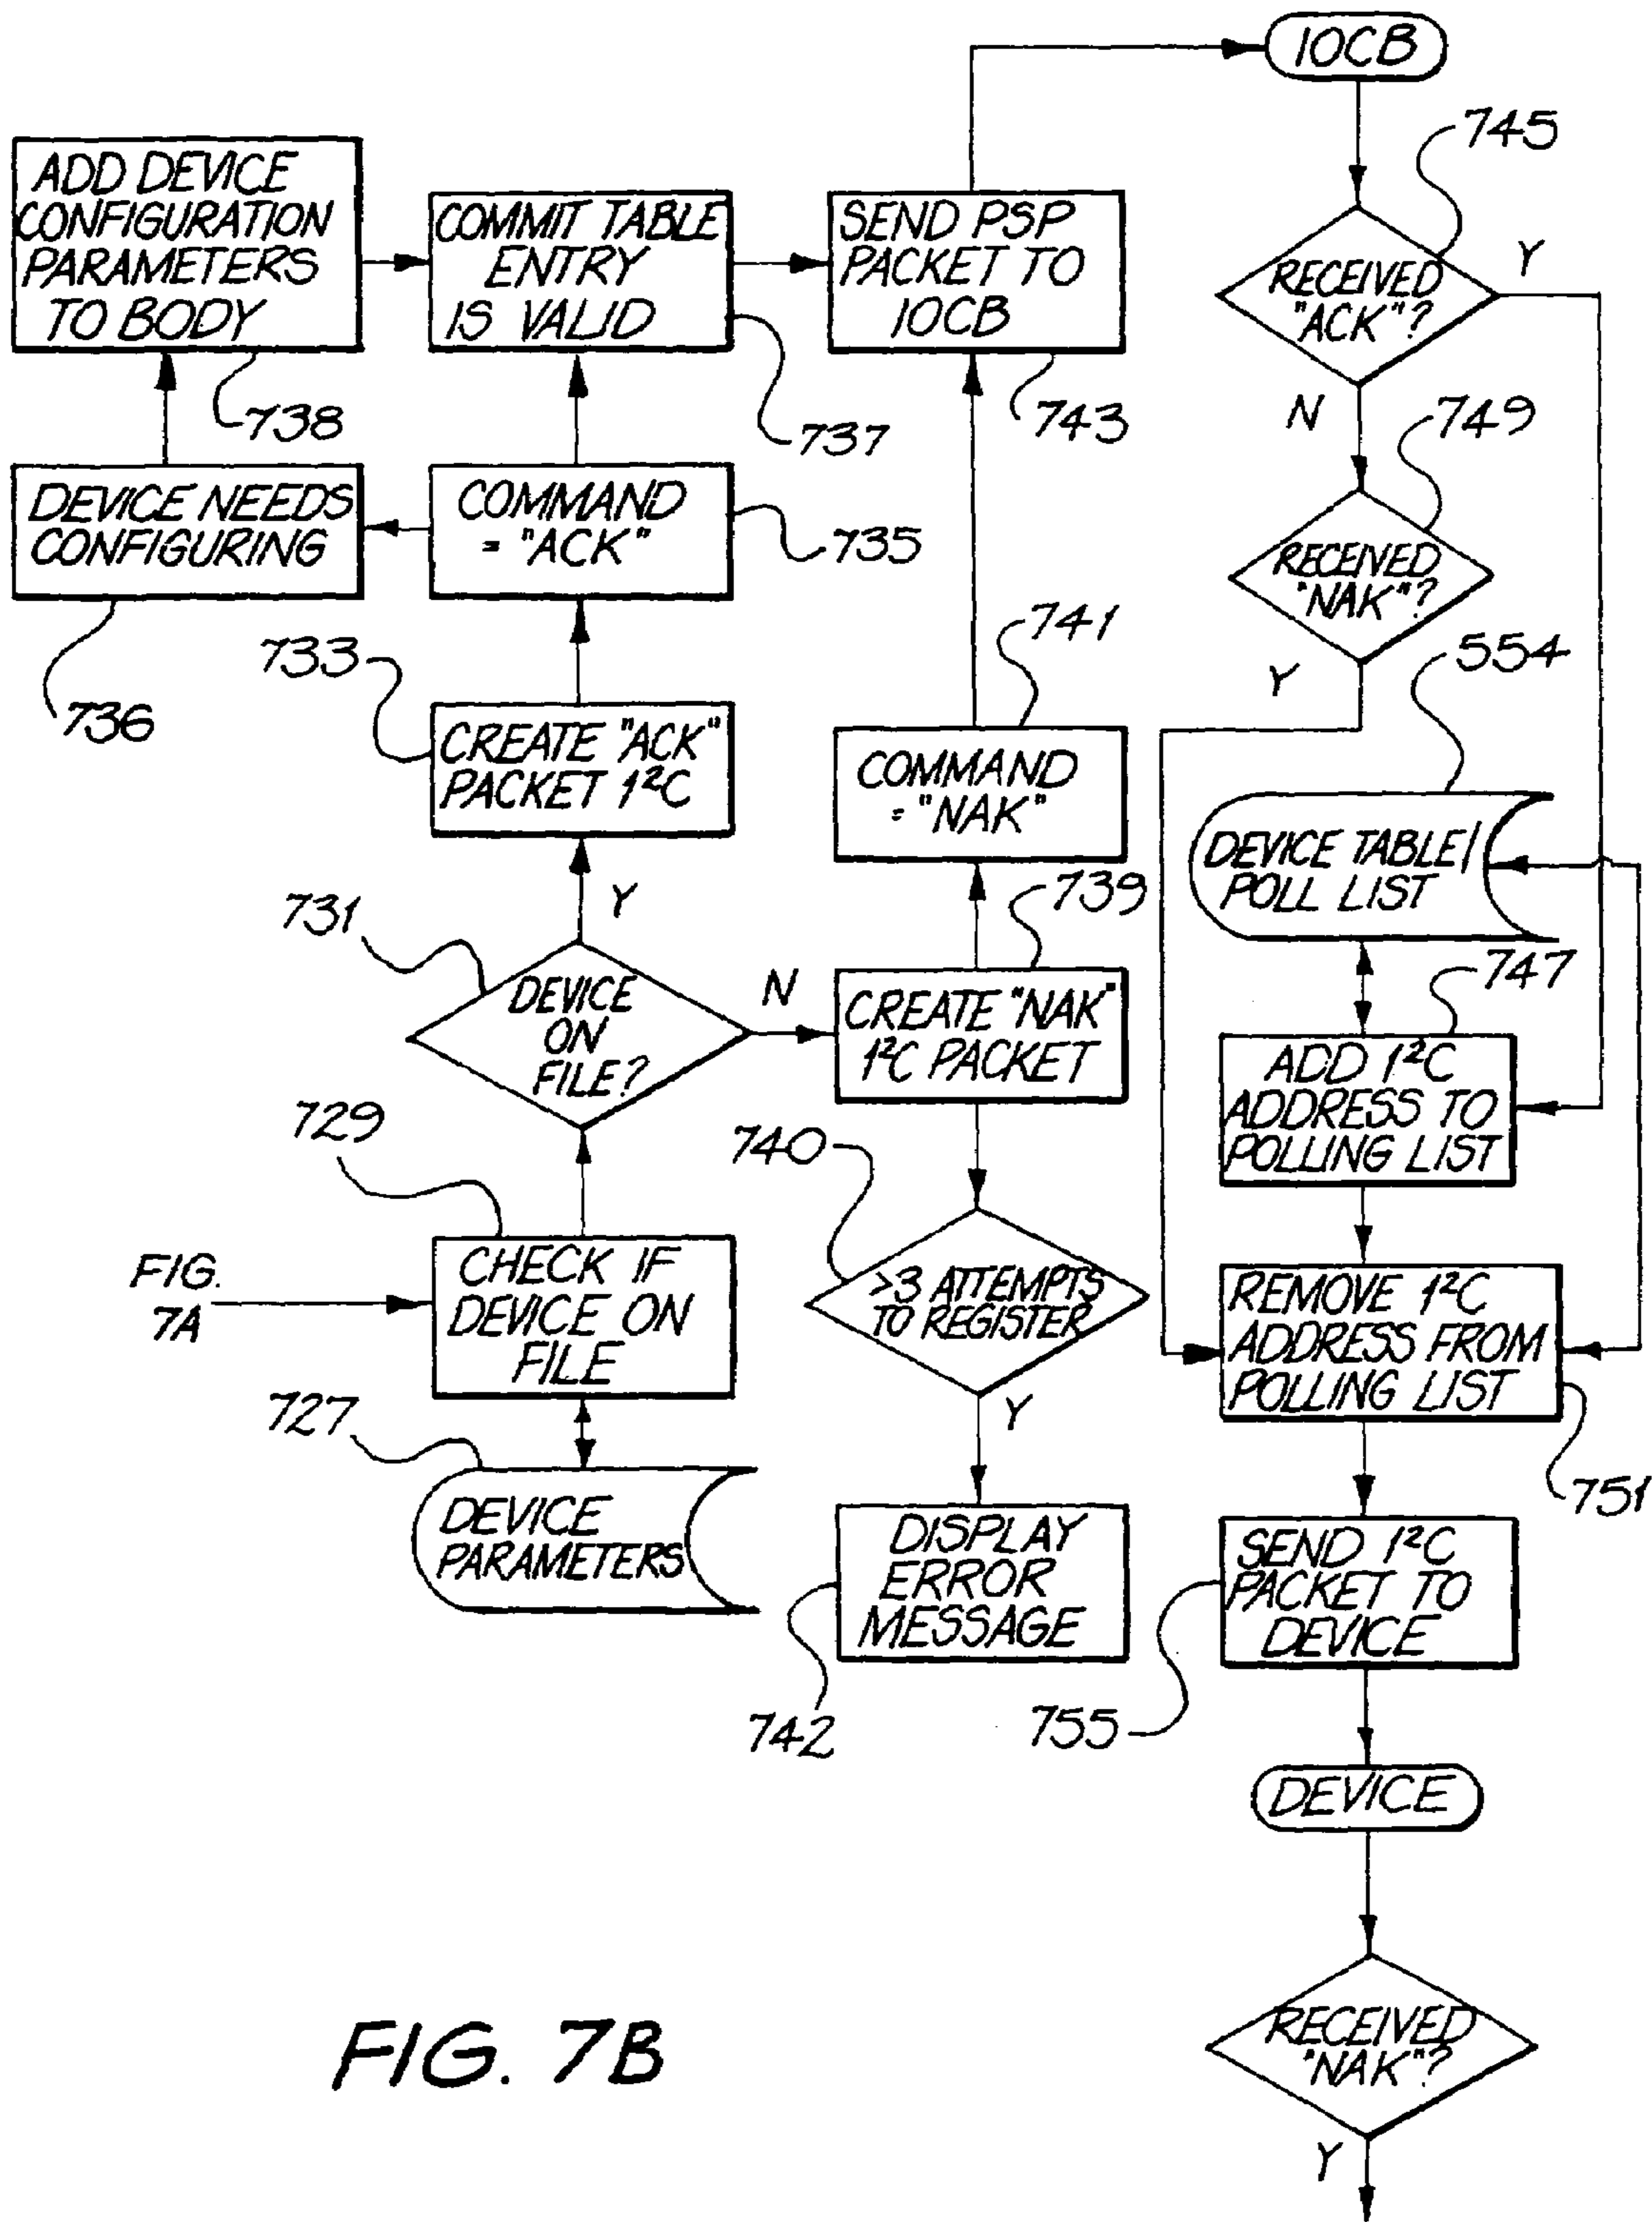 IOCB
745
ADD DEVICE
CONFIGURATION
PARAMETERS
TO BODY
738
COMMIT TABLE
ENTRY
IS VALID
737
SEND PSP
PACKET TO
IOCB
743
RECEIVED
"ACK"?
Y
N
749
DEVICE NEEDS
CONFIGURING
736
COMMAND
= "ACK"
735
RECEIVED
"NAK"?
Y
741
554
733
CREATE "ACK"
PACKET I²C
COMMAND
= "NAK"
DEVICE TABLE/
POLL LIST
731
Y
DEVICE
ON
FILE?
N
739
CREATE "NAK"
I²C PACKET
747
ADD I²C
ADDRESS TO
POLLING LIST
729
740
FIG.
7A
CHECK IF
DEVICE ON
FILE
>3 ATTEMPTS
TO REGISTER
Y
REMOVE I²C
ADDRESS FROM
POLLING LIST
751
727
DEVICE
PARAMETERS
DISPLAY
ERROR
MESSAGE
742
SEND I²C
PACKET TO
DEVICE
755
DEVICE
RECEIVED
"NAK"?
Y
FIG. 7B